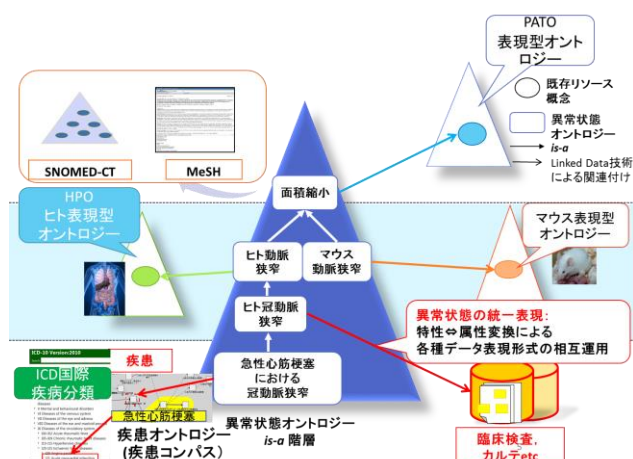 PATO
表現型オント
ロジー
既存リソース
概念
異常状態
オントロジー
is-a
Linked Data技術
による関連付け
SNOMED-CT
MeSH
面積縮小
HPO
ヒト表現型
オントロジー
マウス表現型
オントロジー
ヒト動脈
狭窄
マウス
動脈狭窄
ヒト冠動脈
狭窄
異常状態の統一表現:
特性⇔属性変換による
各種データ表現形式の相互運用
急性心筋梗塞
における
冠動脈狭窄
ICD-10 Version:2010
疾患
ICD国際
疾病分類
急性心筋梗塞
疾患オントロジー
(疾患コンパス)
異常状態オントロジー
is-a 階層
臨床検査,
カルテetc